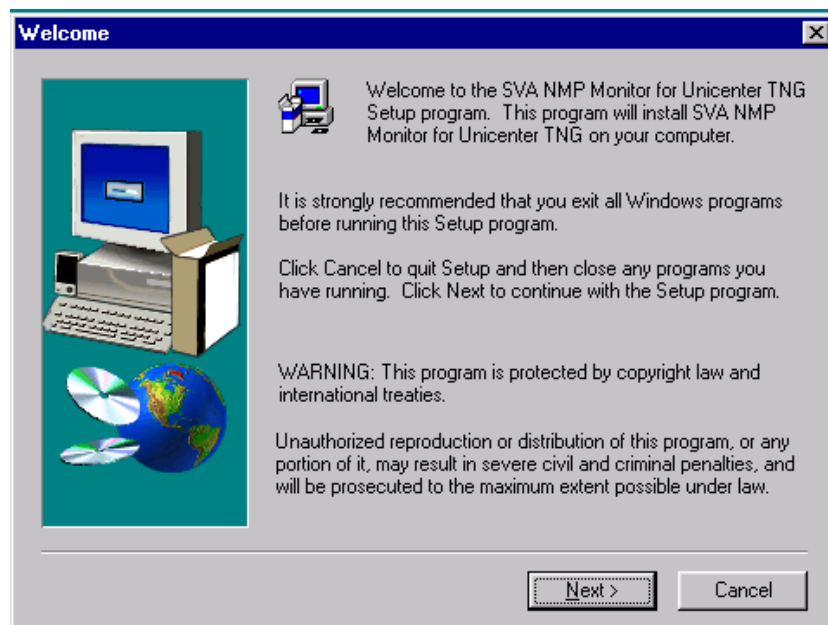 Welcome
Welcome to the SVA NMP Monitor for Unicenter TNG
Setup program.  This program will install SVA NMP
Monitor for Unicenter TNG on your computer.
It is strongly recommended that you exit all Windows programs
before running this Setup program.
Click Cancel to quit Setup and then close any programs you
have running.  Click Next to continue with the Setup program.
WARNING: This program is protected by copyright law and
international treaties.
Unauthorized reproduction or distribution of this program, or any
portion of it, may result in severe civil and criminal penalties, and
will be prosecuted to the maximum extent possible under law.
Next >
Cancel